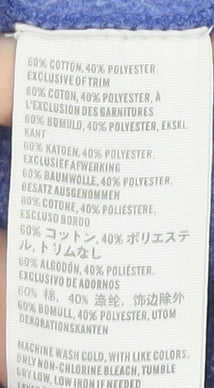 60% COTTON, 40% POLYESTER,
EXCLUSIVE OF TRIM
60% COTON, 40% POLYESTER, À
L'EXCLUSION DES GARNITURES
60% BOMULD, 40% POLYESTER, EKSKL.
KANT
60% KATOEN, 40% POLYESTER,
EXCLUSIEF AFWERKING
60% BAUMWOLLE, 40% POLYESTER,
BESATZ AUSGENOMMEN
60% COTONE, 40% POLIESTERE,
ESCLUSO BORDO
60% コットン, 40% ポリエステ
ル, トリムなし
60% ALGODÓN, 40% POLIÉSTER,
EXCLUSIVO DE ADORNOS
60% 棉, 40% 涤纶, 饰边除外
60% BOMULL, 40% POLYESTER, UTOM
DEKORATIONSKANTEN
MACHINE WASH COLD, WITH LIKE COLORS,
ONLY NON-CHLORINE BLEACH, TUMBLE
DRY LOW, LOW IRON IF NEEDED